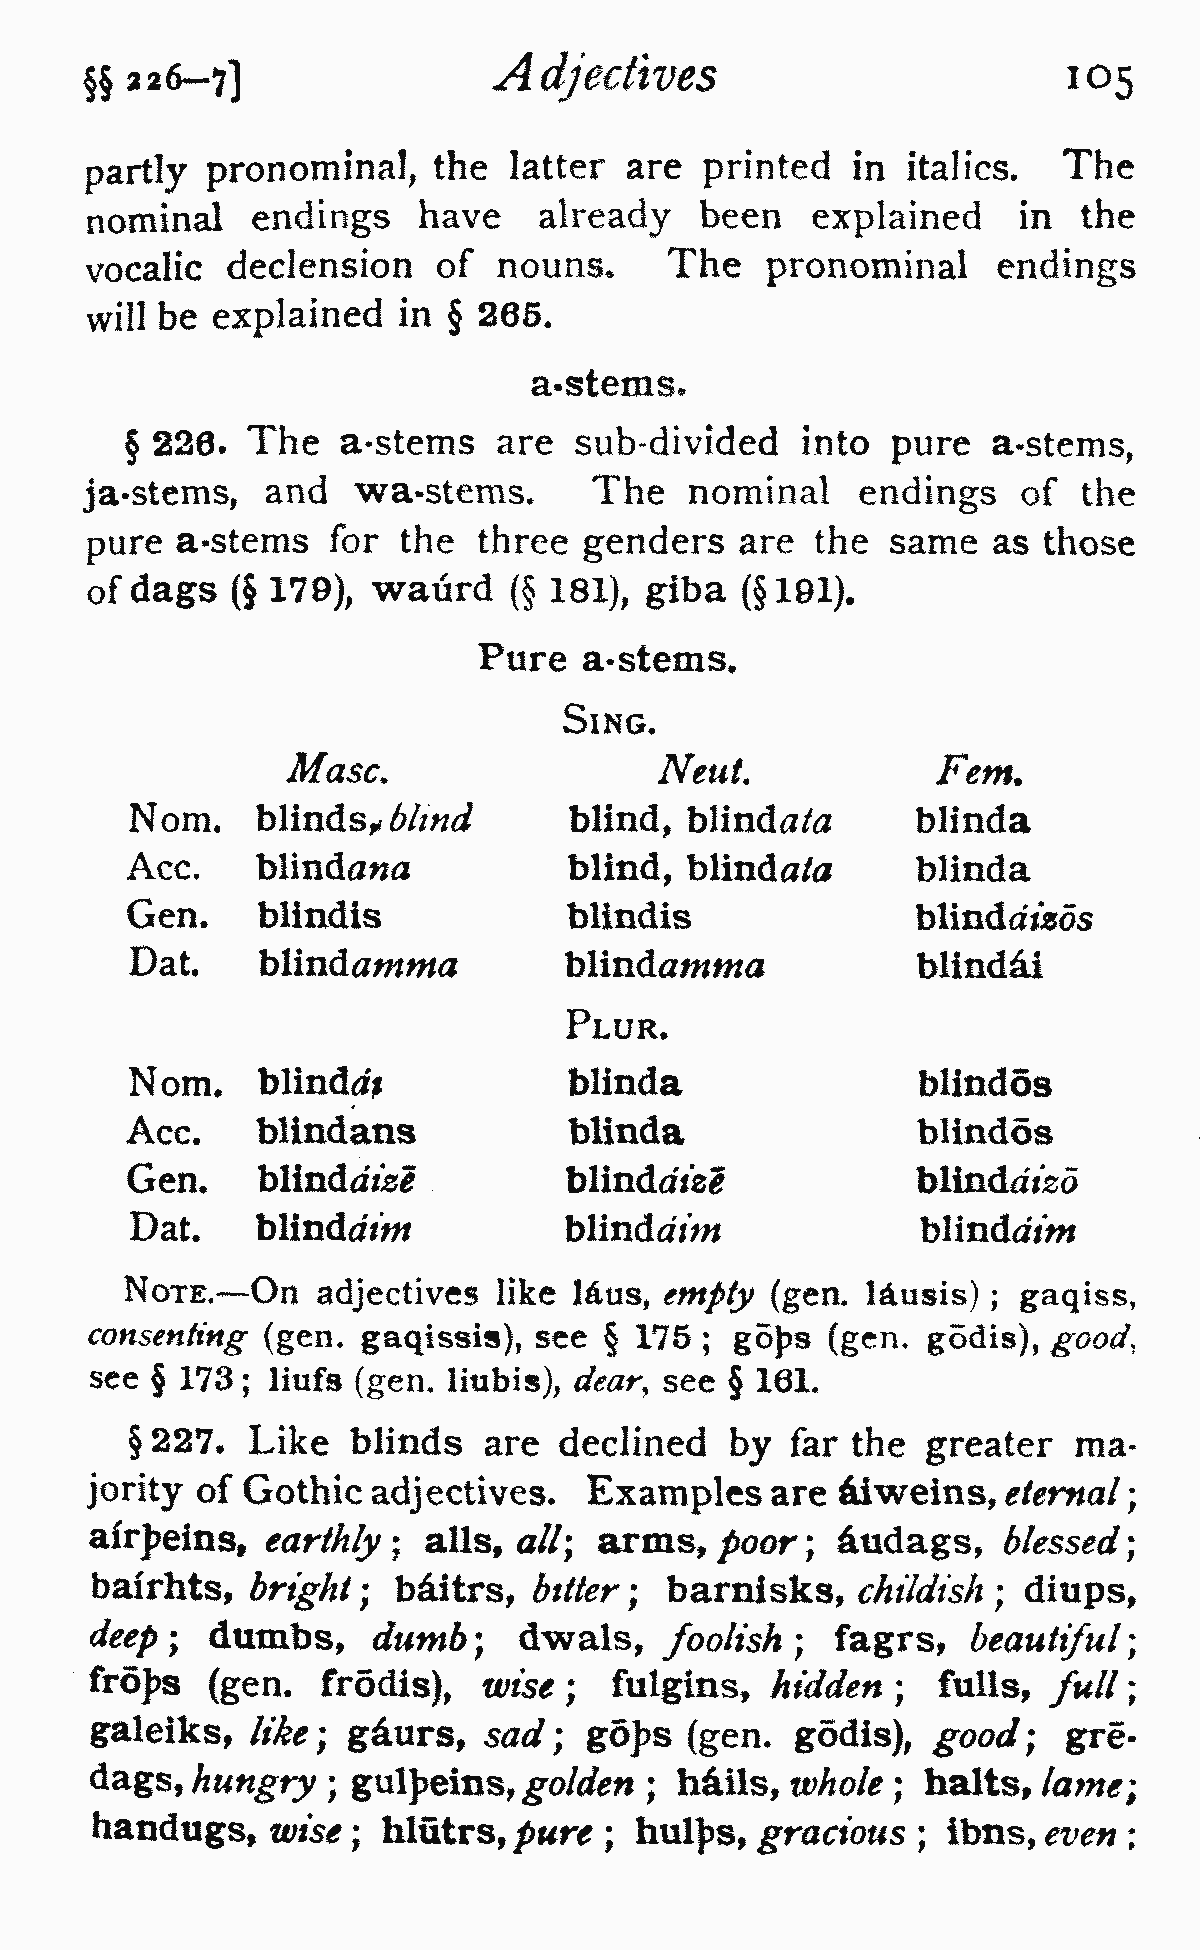 §§ 226–7] Adjectives 105
partly pronominal, the latter are printed in italics. The
nominal endings have already been explained in the
vocalic declension of nouns. The pronominal endings
will be explained in § 265.
a-stems.
§ 226. The a-stems are sub-divided into pure a-stems,
ja-stems, and wa-stems. The nominal endings of the
pure a-stems for the three genders are the same as those
of dags (§ 179), waúrd (§ 181), giba (§ 191).
Pure a-stems.
SING.
Masc. Neut. Fem.
Nom. blinds, blind blind, blindata blinda
Acc. blindana blind, blindata blinda
Gen. blindis blindis blindáizōs
Dat. blindamma blindamma blindái
PLUR.
Nom. blindái blinda blindōs
Acc. blindans blinda blindōs
Gen. blindáizē blindáizē blindáizō
Dat. blindáim blindáim blindáim
NOTE.—On adjectives like láus, empty (gen. láusis); gaqiss,
consenting (gen. gaqissis), see § 175; gōþs (gen. gōdis), good,
see § 173; liufs (gen. liubis), dear, see § 161.
§ 227. Like blinds are declined by far the greater ma-
jority of Gothic adjectives. Examples are áiweins, eternal;
aírþeins, earthly; alls, all; arms, poor; áudags, blessed;
baírhts, bright; báitrs, bitter; barnisks, childish; diups,
deep; dumbs, dumb; dwals, foolish; fagrs, beautiful;
frōþs (gen. frōdis), wise; fulgins, hidden; fulls, full;
galeiks, like; gáurs, sad; gōþs (gen. gōdis), good; grē-
dags, hungry; gulþeins, golden; háils, whole; halts, lame;
handugs, wise; hlūtrs, pure; hulþs, gracious; ibns, even;